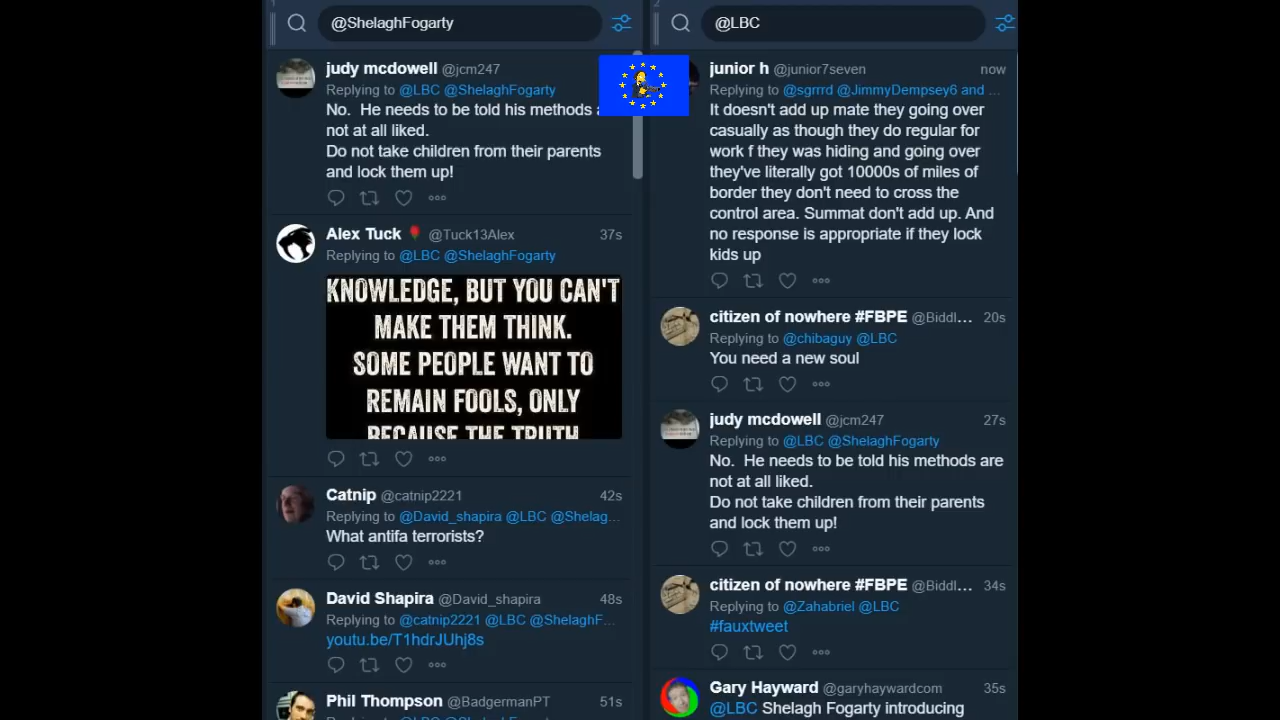 1
@ShelaghFogarty
judy mcdowell @jcm247
Replying to @LBC @ShelaghFogarty
No.  He needs to be told his methods
not at all liked.
Do not take children from their parents
and lock them up!
Alex Tuck 🌹 @Tuck13Alex 37s
Replying to @LBC @ShelaghFogarty
KNOWLEDGE, BUT YOU CAN'T
MAKE THEM THINK.
SOME PEOPLE WANT TO
REMAIN FOOLS, ONLY
BECAUSE THE TRUTH
Catnip @catnip2221 42s
Replying to @David_shapira @LBC @Shelag...
What antifa terrorists?
David Shapira @David_shapira 48s
Replying to @catnip2221 @LBC @ShelaghF...
youtu.be/T1hdrJUhj8s
Phil Thompson @BadgermanPT 51s
Replying to @LBC @ShelaghFogarty
2
@LBC
junior h @junior7seven now
Replying to @sgrrrd @JimmyDempsey6 and ...
It doesn't add up mate they going over
casually as though they do regular for
work f they was hiding and going over
they've literally got 10000s of miles of
border they don't need to cross the
control area. Summat don't add up. And
no response is appropriate if they lock
kids up
citizen of nowhere #FBPE @Biddl... 20s
Replying to @chibaguy @LBC
You need a new soul
judy mcdowell @jcm247 27s
Replying to @LBC @ShelaghFogarty
No.  He needs to be told his methods are
not at all liked.
Do not take children from their parents
and lock them up!
citizen of nowhere #FBPE @Biddl... 34s
Replying to @Zahabriel @LBC
#fauxtweet
Gary Hayward @garyhaywardcom 35s
@LBC Shelagh Fogarty introducing